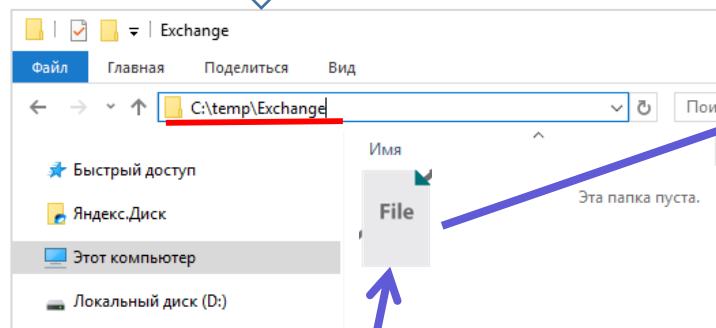 Exchange
Файл Главная Поделиться Вид
C:\temp\Exchange
Имя
Быстрый доступ
File
Эта папка пуста.
Яндекс.Диск
Этот компьютер
Локальный диск (D:)